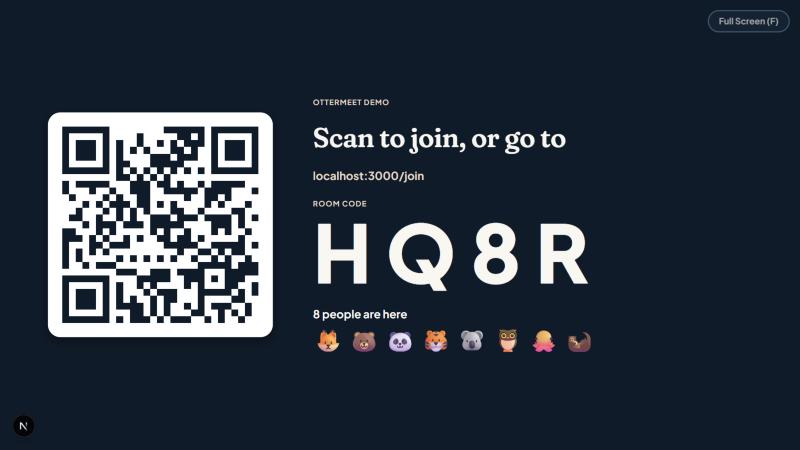 Full Screen (F)
OTTERMEET DEMO
Scan to join, or go to
localhost:3000/join
ROOM CODE
HQ8R
8 people are here
N